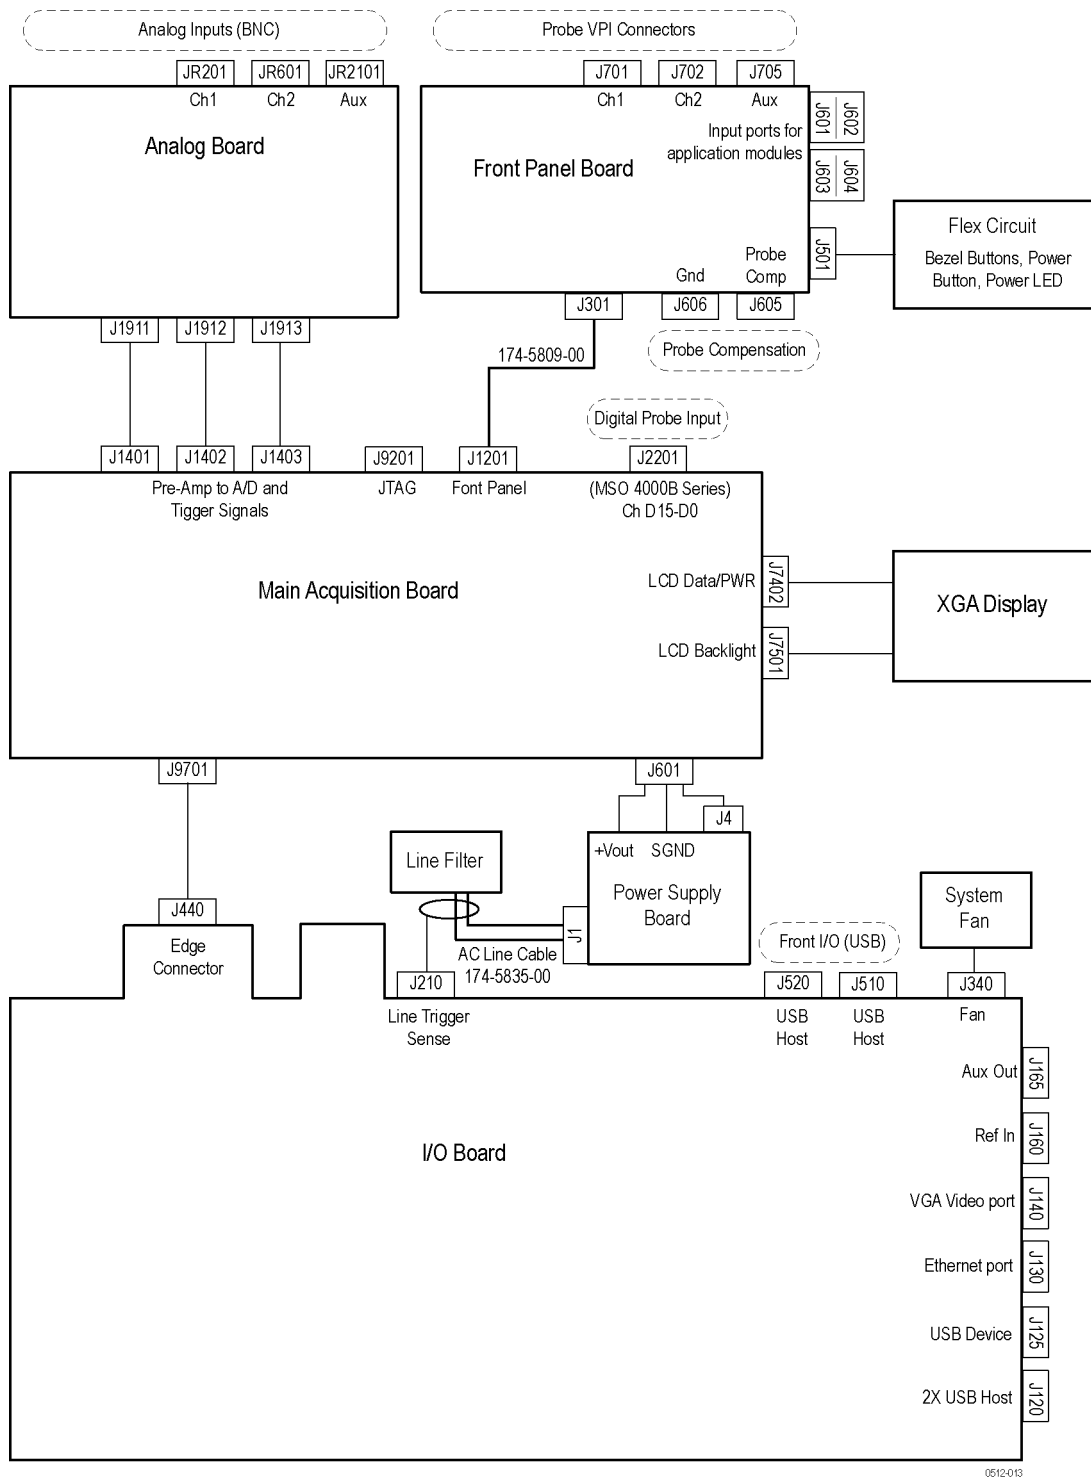 Analog Inputs (BNC)
Probe VPI Connectors
JR201
JR601
JR2101
J701
J702
J705
Ch1
Ch2
Aux
Ch1
Ch2
Aux
J601
J602
Analog Board
Input ports for
application modules
Front Panel Board
J603
J604
Flex Circuit
Bezel Buttons, Power
Button, Power LED
J501
Probe
Comp
Gnd
J301
J606
J605
J1911
J1912
J1913
174-5809-00
Probe Compensation
Digital Probe Input
J1401
J1402
J1403
J9201
J1201
J2201
Pre-Amp to A/D and
Tigger Signals
JTAG
Font Panel
(MSO 4000B Series)
Ch D15-D0
Main Acquisition Board
LCD Data/PWR
J7402
XGA Display
LCD Backlight
J7501
J9701
J601
J4
Line Filter
+Vout
SGND
Power Supply
Board
System
Fan
J440
J1
Edge
Connector
AC Line Cable
174-5835-00
Front I/O (USB)
J210
J520
J510
J340
Line Trigger
Sense
USB
Host
USB
Host
Fan
Aux Out
J165
I/O Board
Ref In
J160
VGA Video port
J140
Ethernet port
J130
USB Device
J125
2X USB Host
J120
0512-013